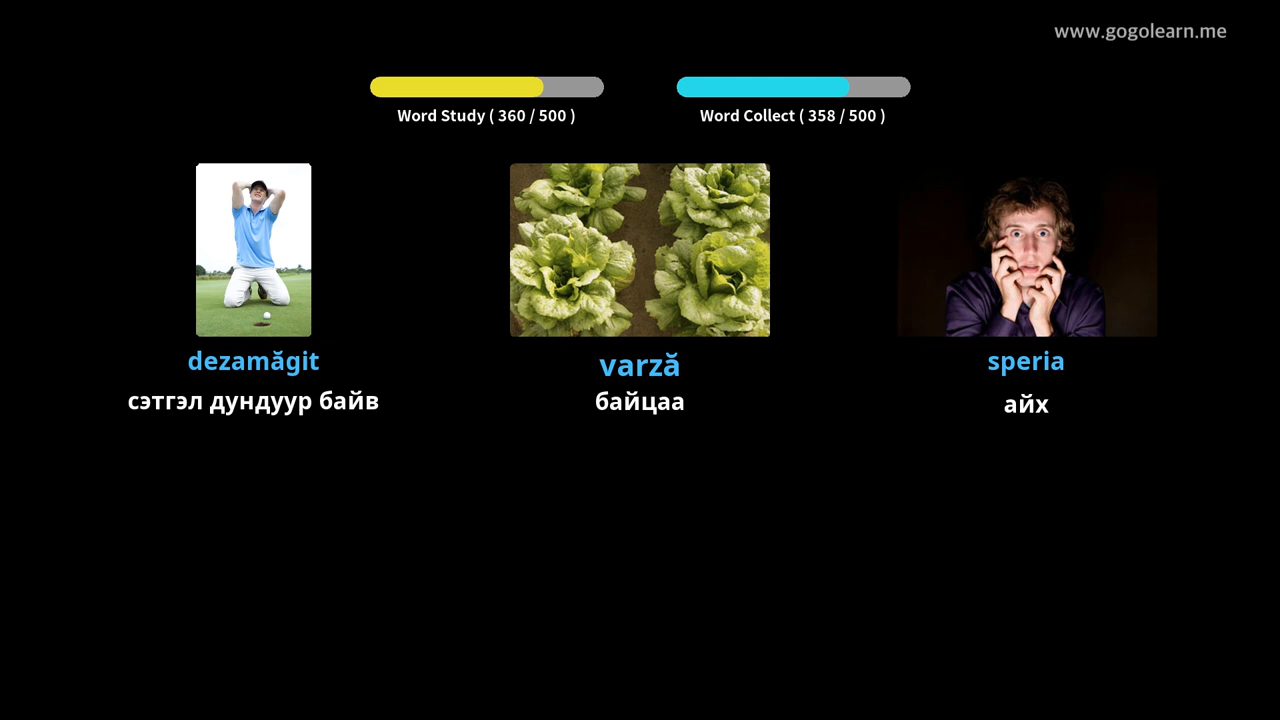 www.gogolearn.me
Word Study ( 360 / 500 )
Word Collect ( 358 / 500 )
dezamăgit
varză
speria
сэтгэл дундуур байв
байцаа
айх